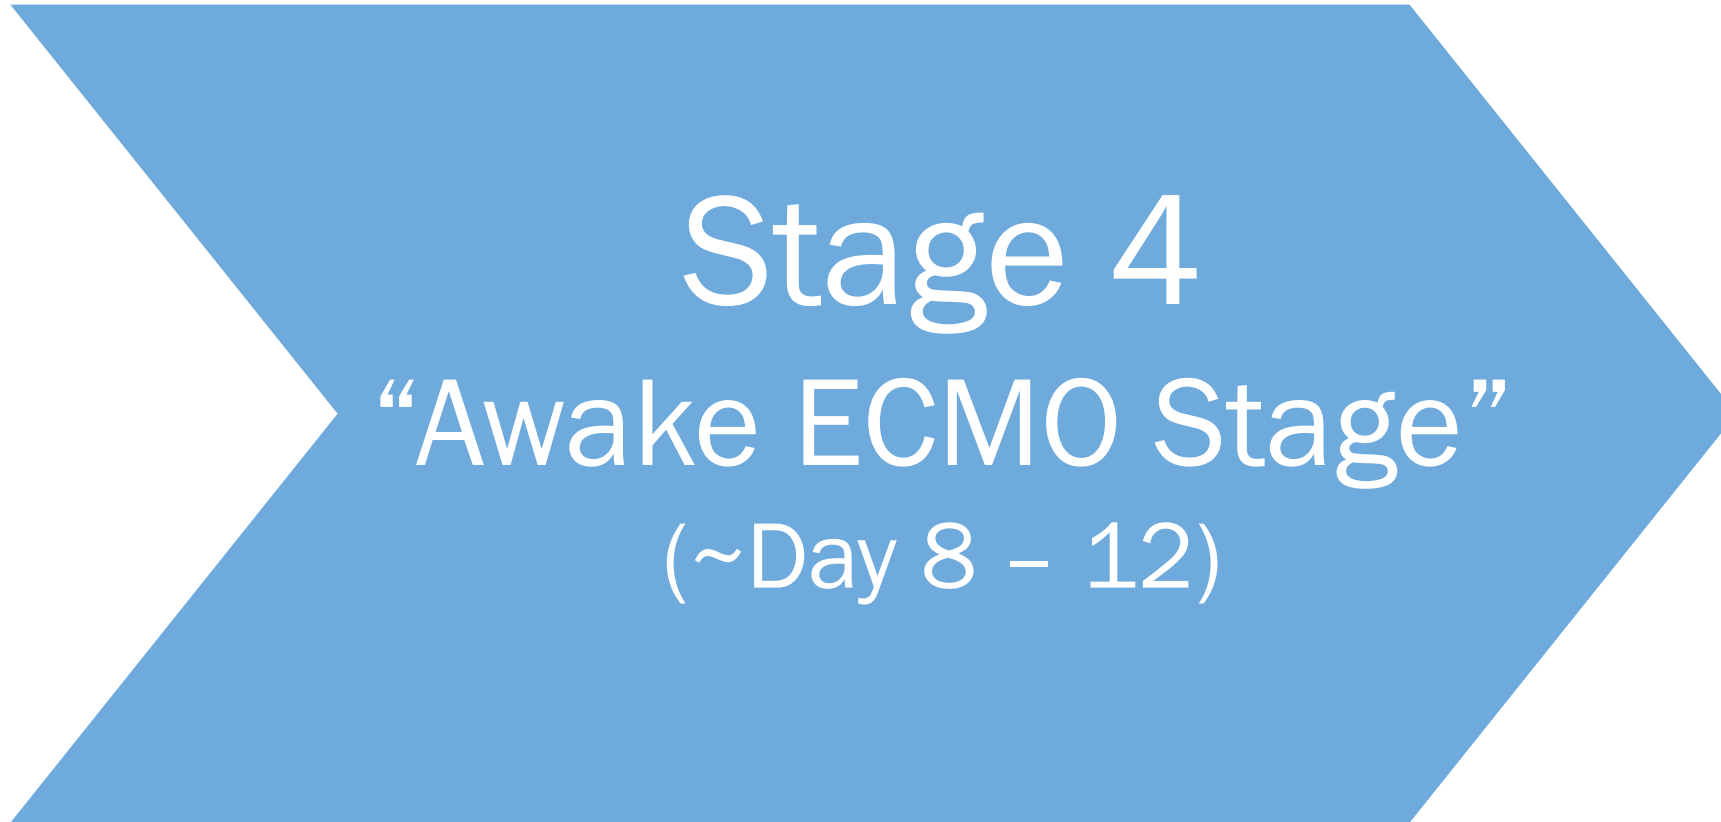 Stage 4
“Awake ECMO Stage”
(~Day 8 – 12)